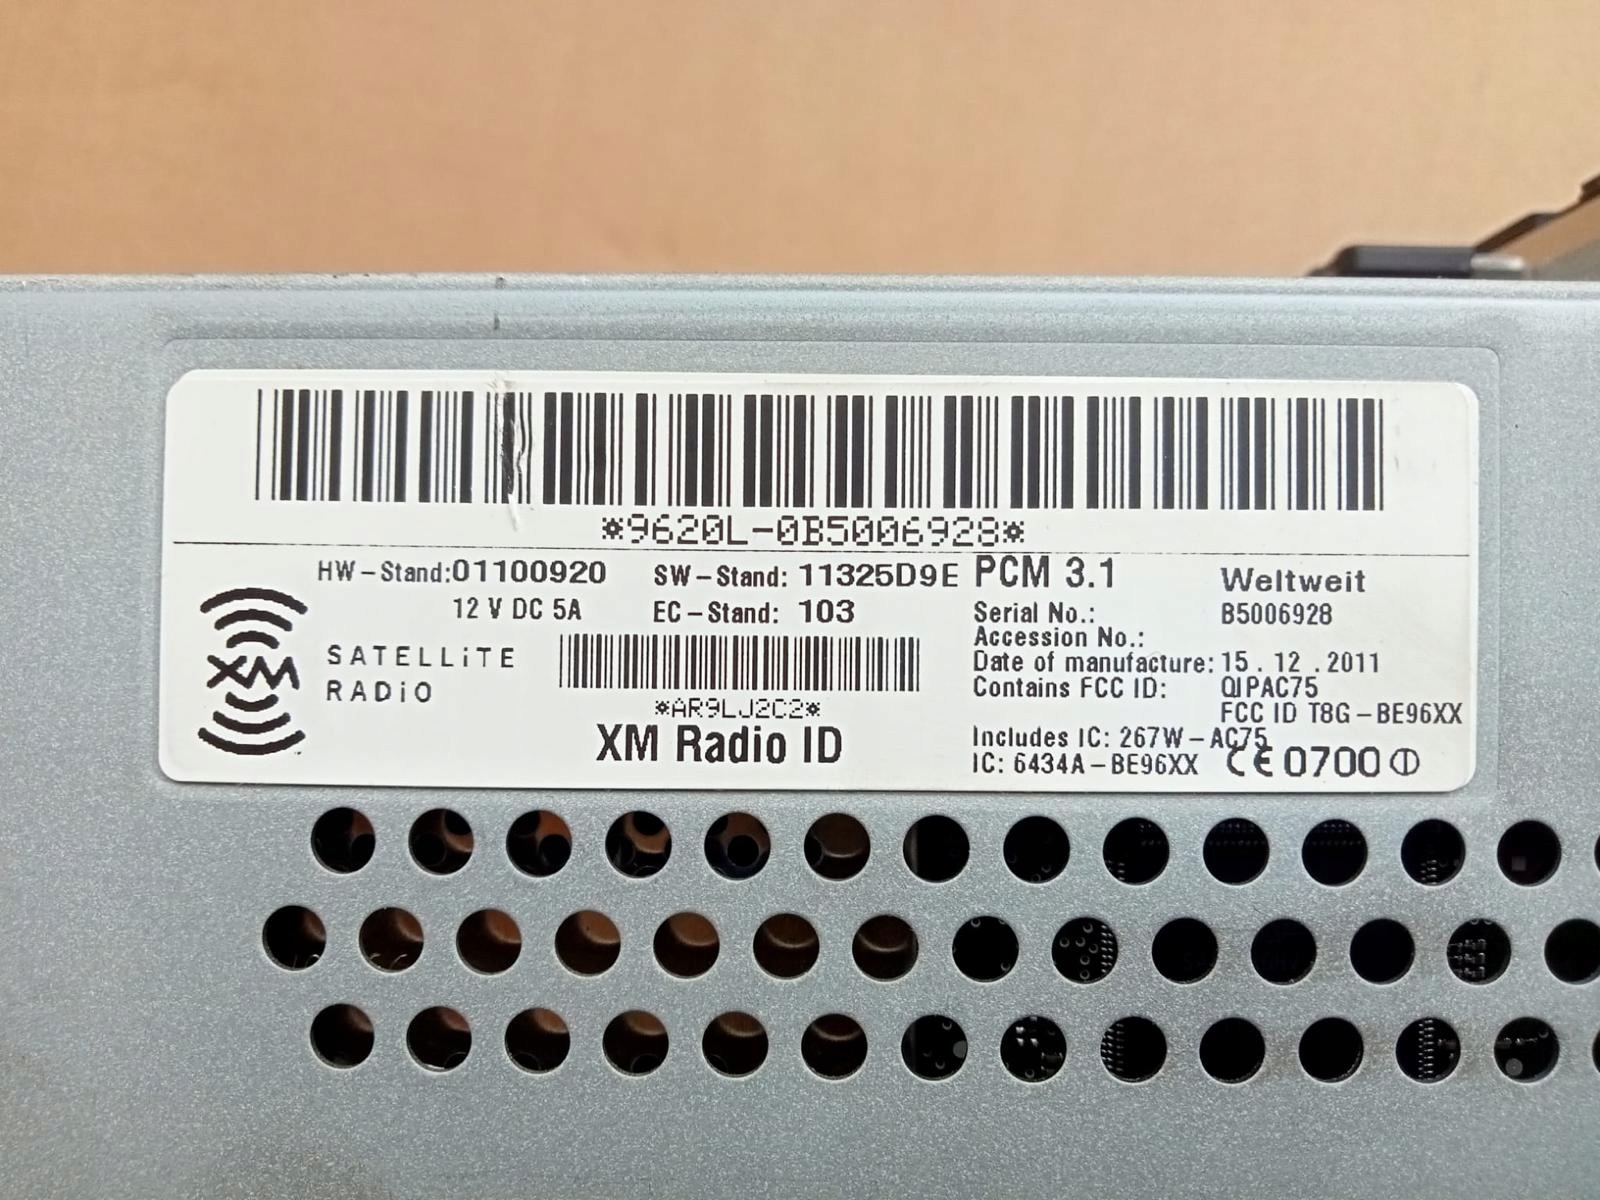 *9620L-0B5006928*
HW-Stand:01100920 SW-Stand: 11325D9E PCM 3.1 Weltweit
12 V DC 5A EC-Stand: 103 Serial No.: B5006928
Accession No.:
XM SATELLiTE RADiO
Date of manufacture: 15.12.2011
Contains FCC ID: QIPAC75
*AR9LJ2C2*
FCC ID T8G-BE96XX
XM Radio ID
Includes IC: 267W-AC75
IC: 6434A-BE96XX CE 0700